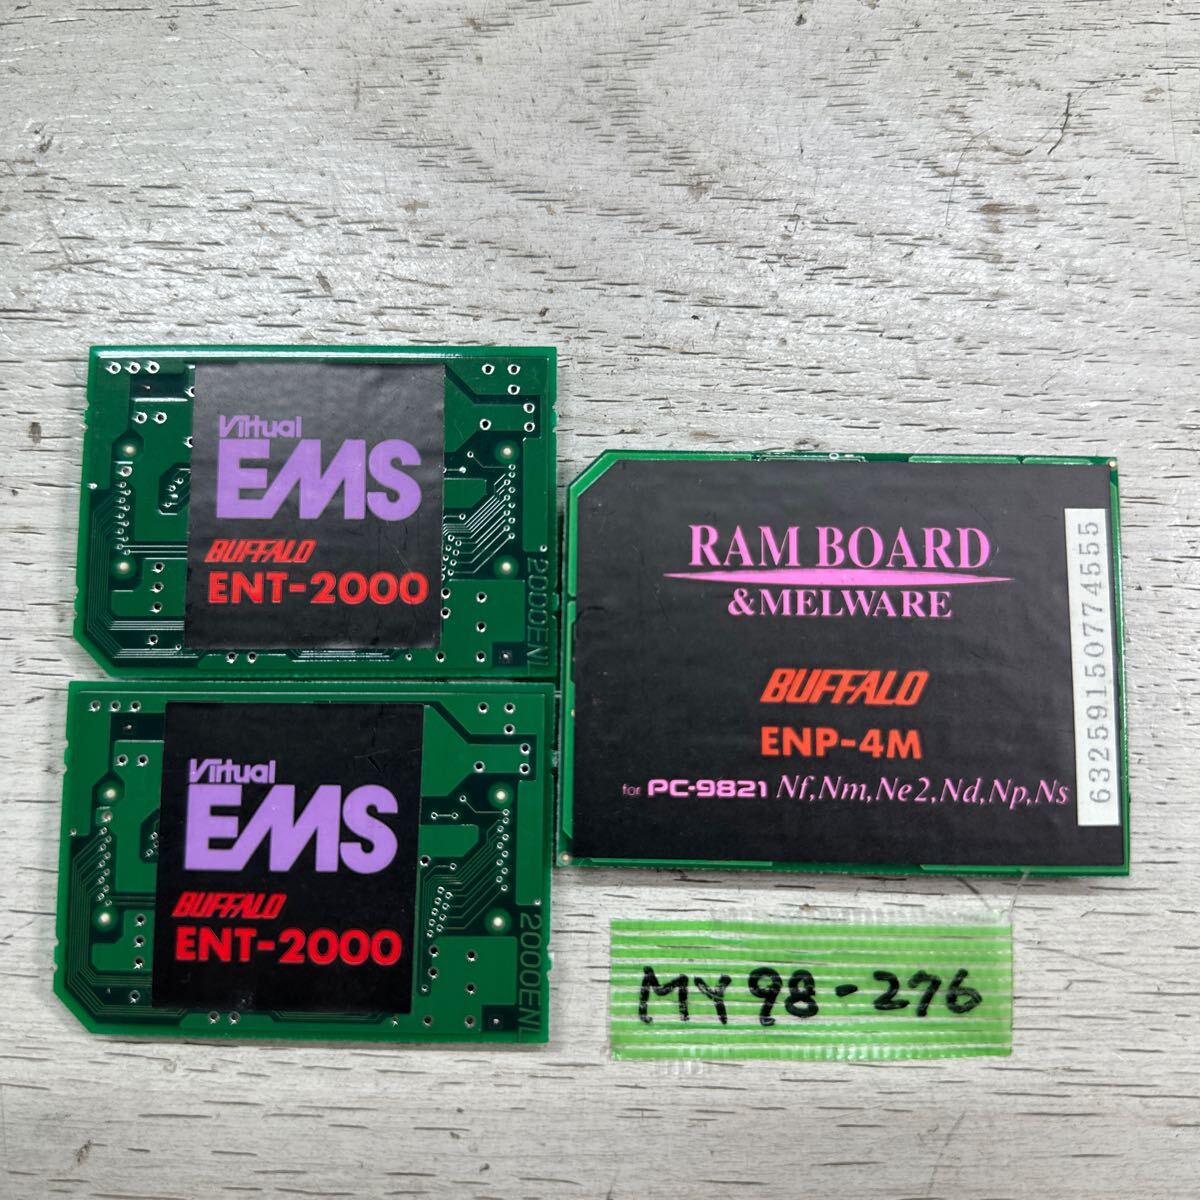 Virtual
EMS
BUFFALO
ENT-2000
2000ENL
Virtual
EMS
BUFFALO
ENT-2000
2000ENL
RAM BOARD
&MELWARE
BUFFALO
ENP-4M
for PC-9821 Nf,Nm,Ne2,Nd,Np,Ns
63259150774555
MY98-276